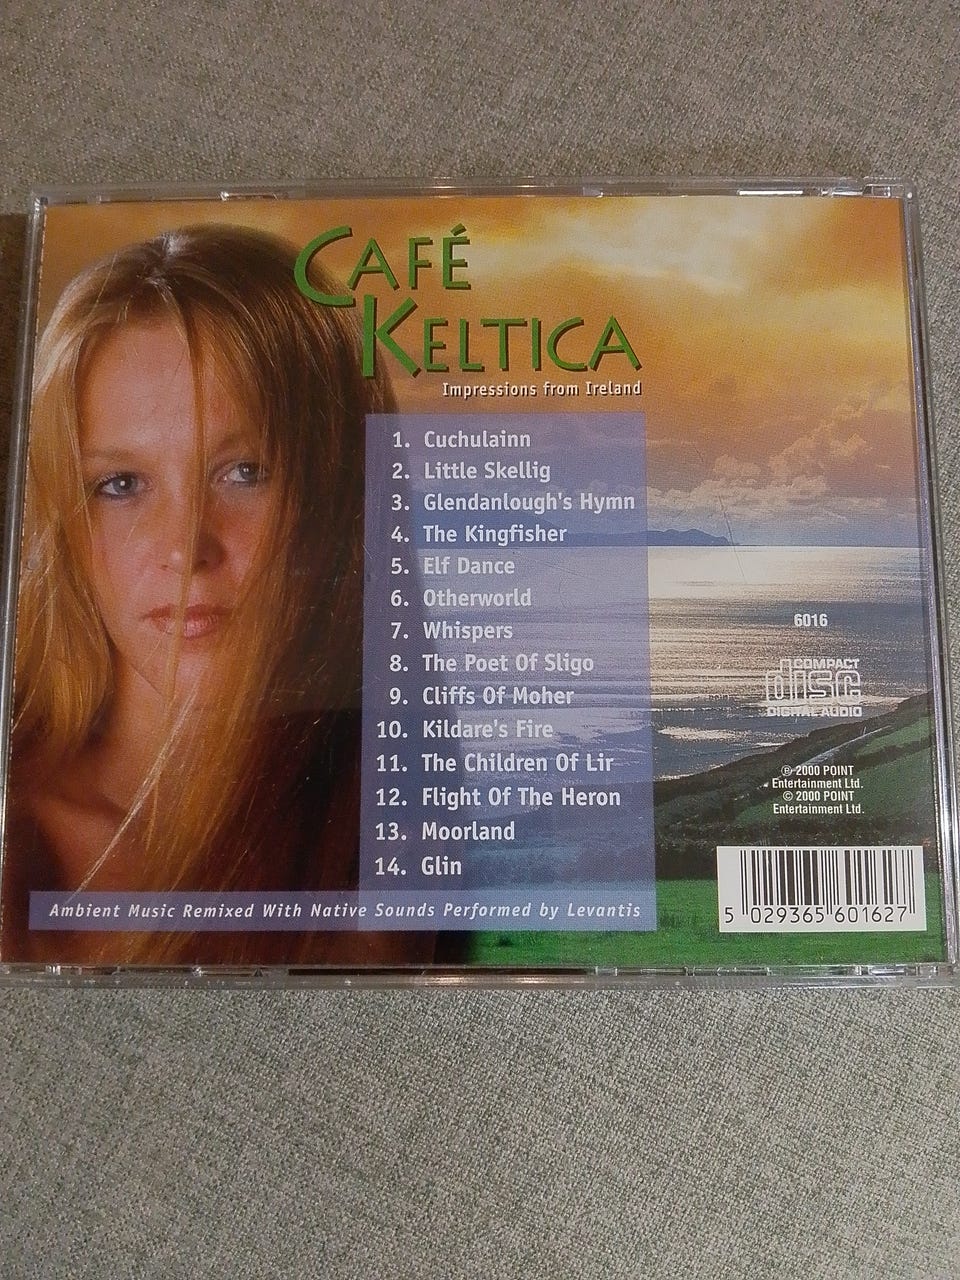 CAFÉ
KELTICA
Impressions from Ireland
1. Cuchulainn
2. Little Skellig
3. Glendanlough's Hymn
4. The Kingfisher
5. Elf Dance
6. Otherworld
7. Whispers
8. The Poet Of Sligo
9. Cliffs Of Moher
10. Kildare's Fire
11. The Children Of Lir
12. Flight Of The Heron
13. Moorland
14. Glin
Ambient Music Remixed With Native Sounds Performed by Levantis
6016
COMPACT
disc
DIGITAL AUDIO
℗ 2000 POINT
Entertainment Ltd.
© 2000 POINT
Entertainment Ltd.
5 029365 601627